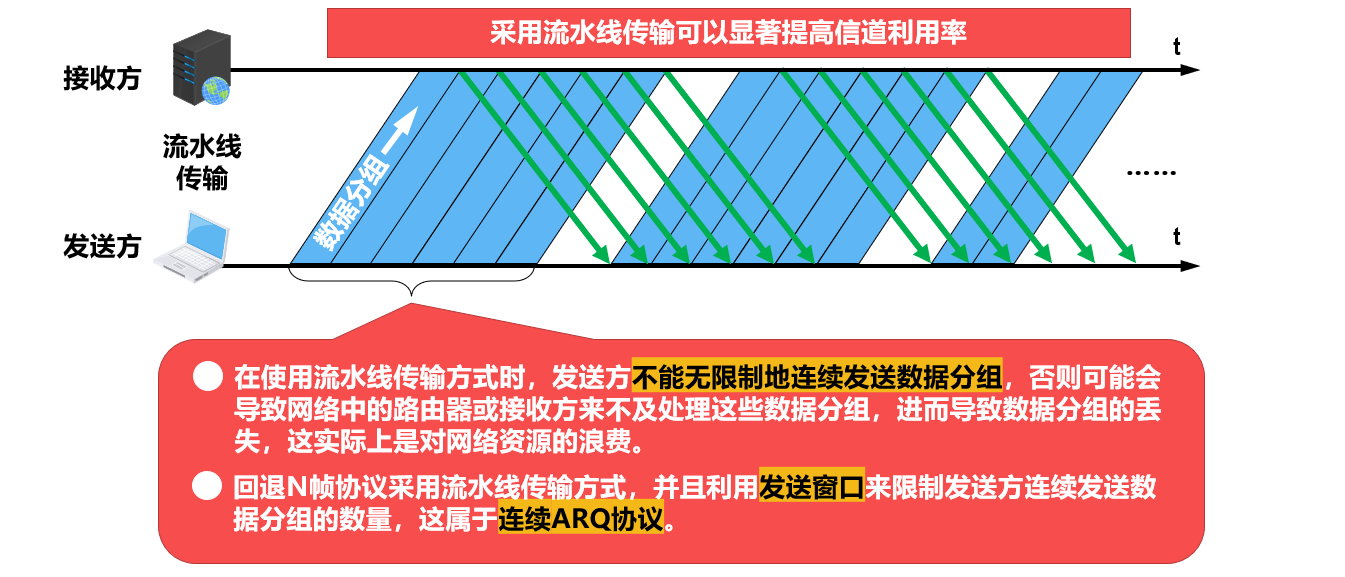 采用流水线传输可以显著提高信道利用率
t
接收方
流水线
传输
数据分组
……
发送方
t
在使用流水线传输方式时，发送方不能无限制地连续发送数据分组，否则可能会
导致网络中的路由器或接收方来不及处理这些数据分组，进而导致数据分组的丢
失，这实际上是对网络资源的浪费。
回退N帧协议采用流水线传输方式，并且利用发送窗口来限制发送方连续发送数
据分组的数量，这属于连续ARQ协议。